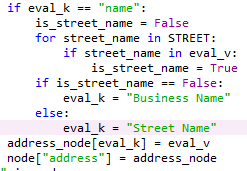 if eval_k == "name":
    is_street_name = False
    for street_name in STREET:
        if street_name in eval_v:
            is_street_name = True
    if is_street_name == False:
        eval_k = "Business Name"
    else:
        eval_k = "Street Name"
address_node[eval_k] = eval_v
node["address"] = address_node